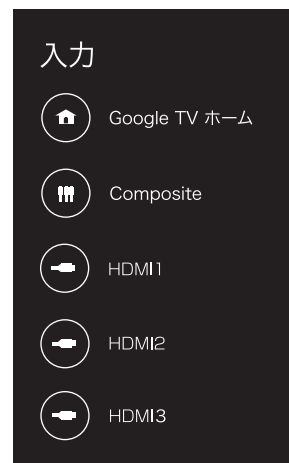 入力
Google TV ホーム
Composite
HDMI1
HDMI2
HDMI3